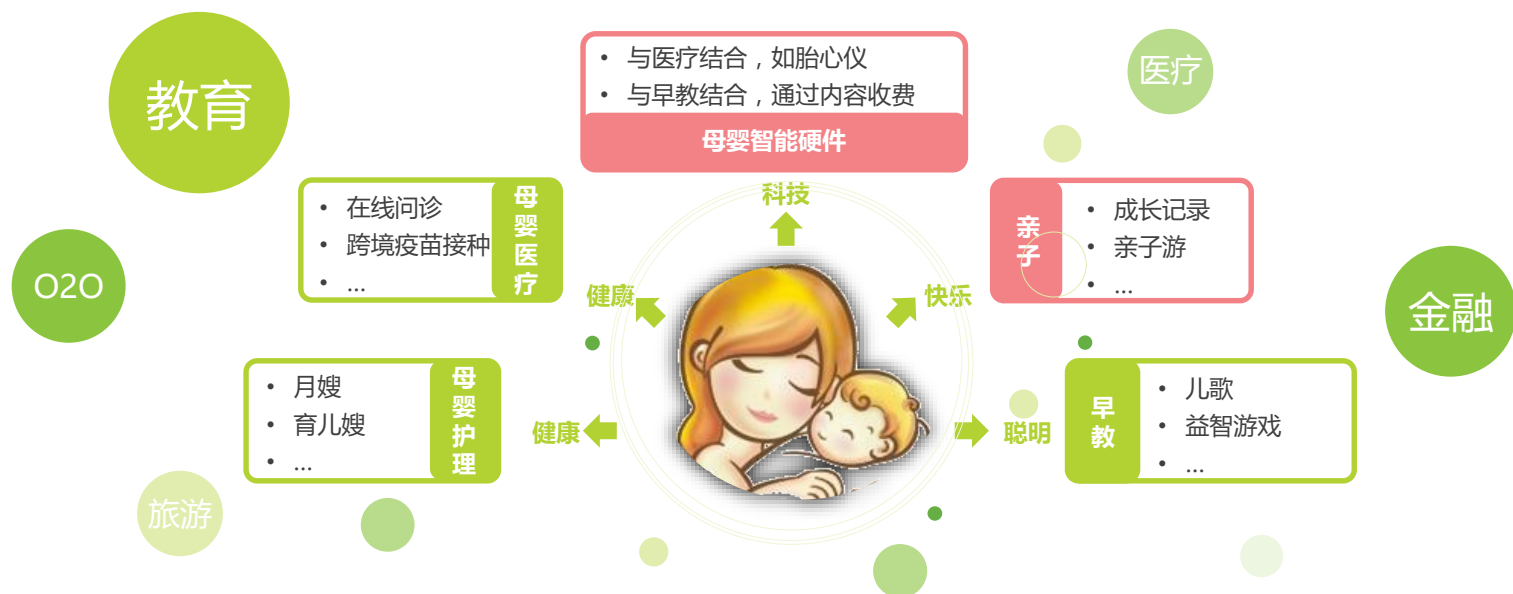 教育
医疗
• 与医疗结合，如胎心仪
• 与早教结合，通过内容收费
母婴智能硬件
科技
• 在线问诊
• 跨境疫苗接种
• ...
母婴医疗
健康
亲子
• 成长记录
• 亲子游
• ...
快乐
O2O
金融
• 月嫂
• 育儿嫂
• ...
母婴护理
健康
聪明
早教
• 儿歌
• 益智游戏
• ...
旅游